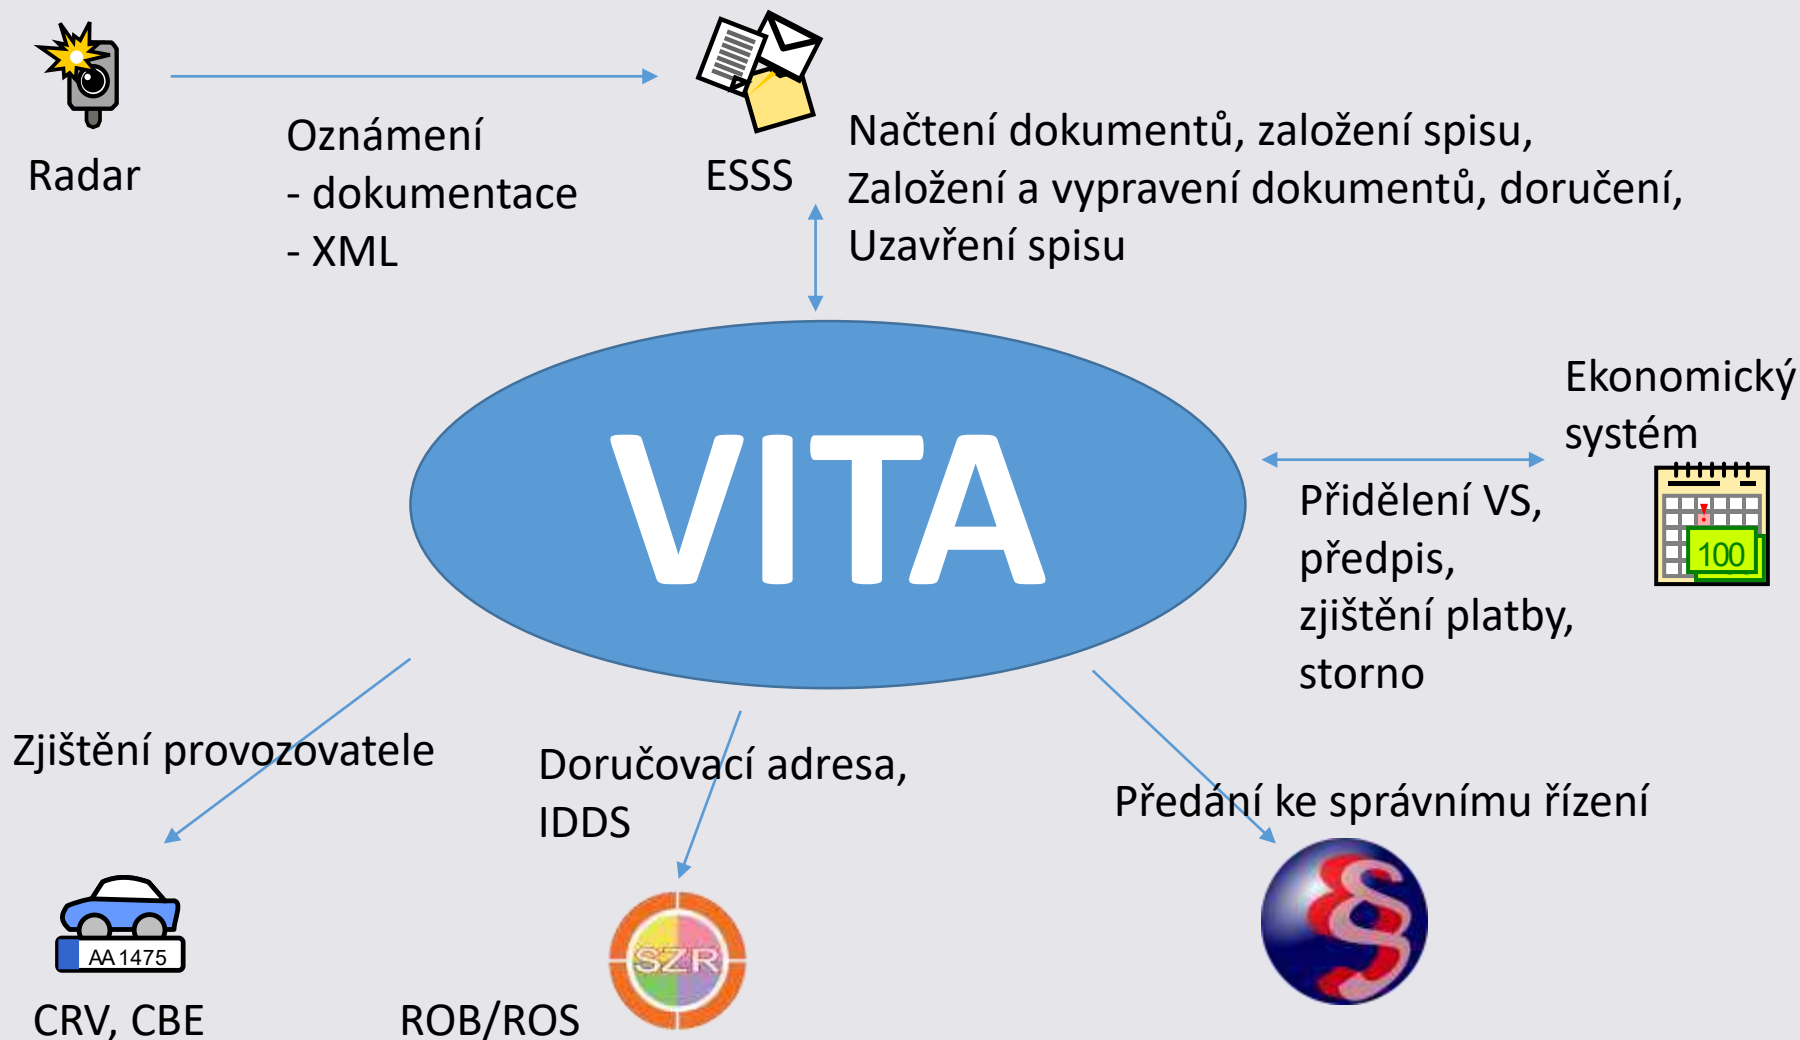 Radar
Oznámení
- dokumentace
- XML
ESSS
Načtení dokumentů, založení spisu,
Založení a vypravení dokumentů, doručení,
Uzavření spisu
VITA
Ekonomický
systém
100
Přidělení VS,
předpis,
zjištění platby,
storno
Zjištění provozovatele
Doručovací adresa,
IDDS
Předání ke správnímu řízení
AA 1475
CRV, CBE
ROB/ROS
SZR
§